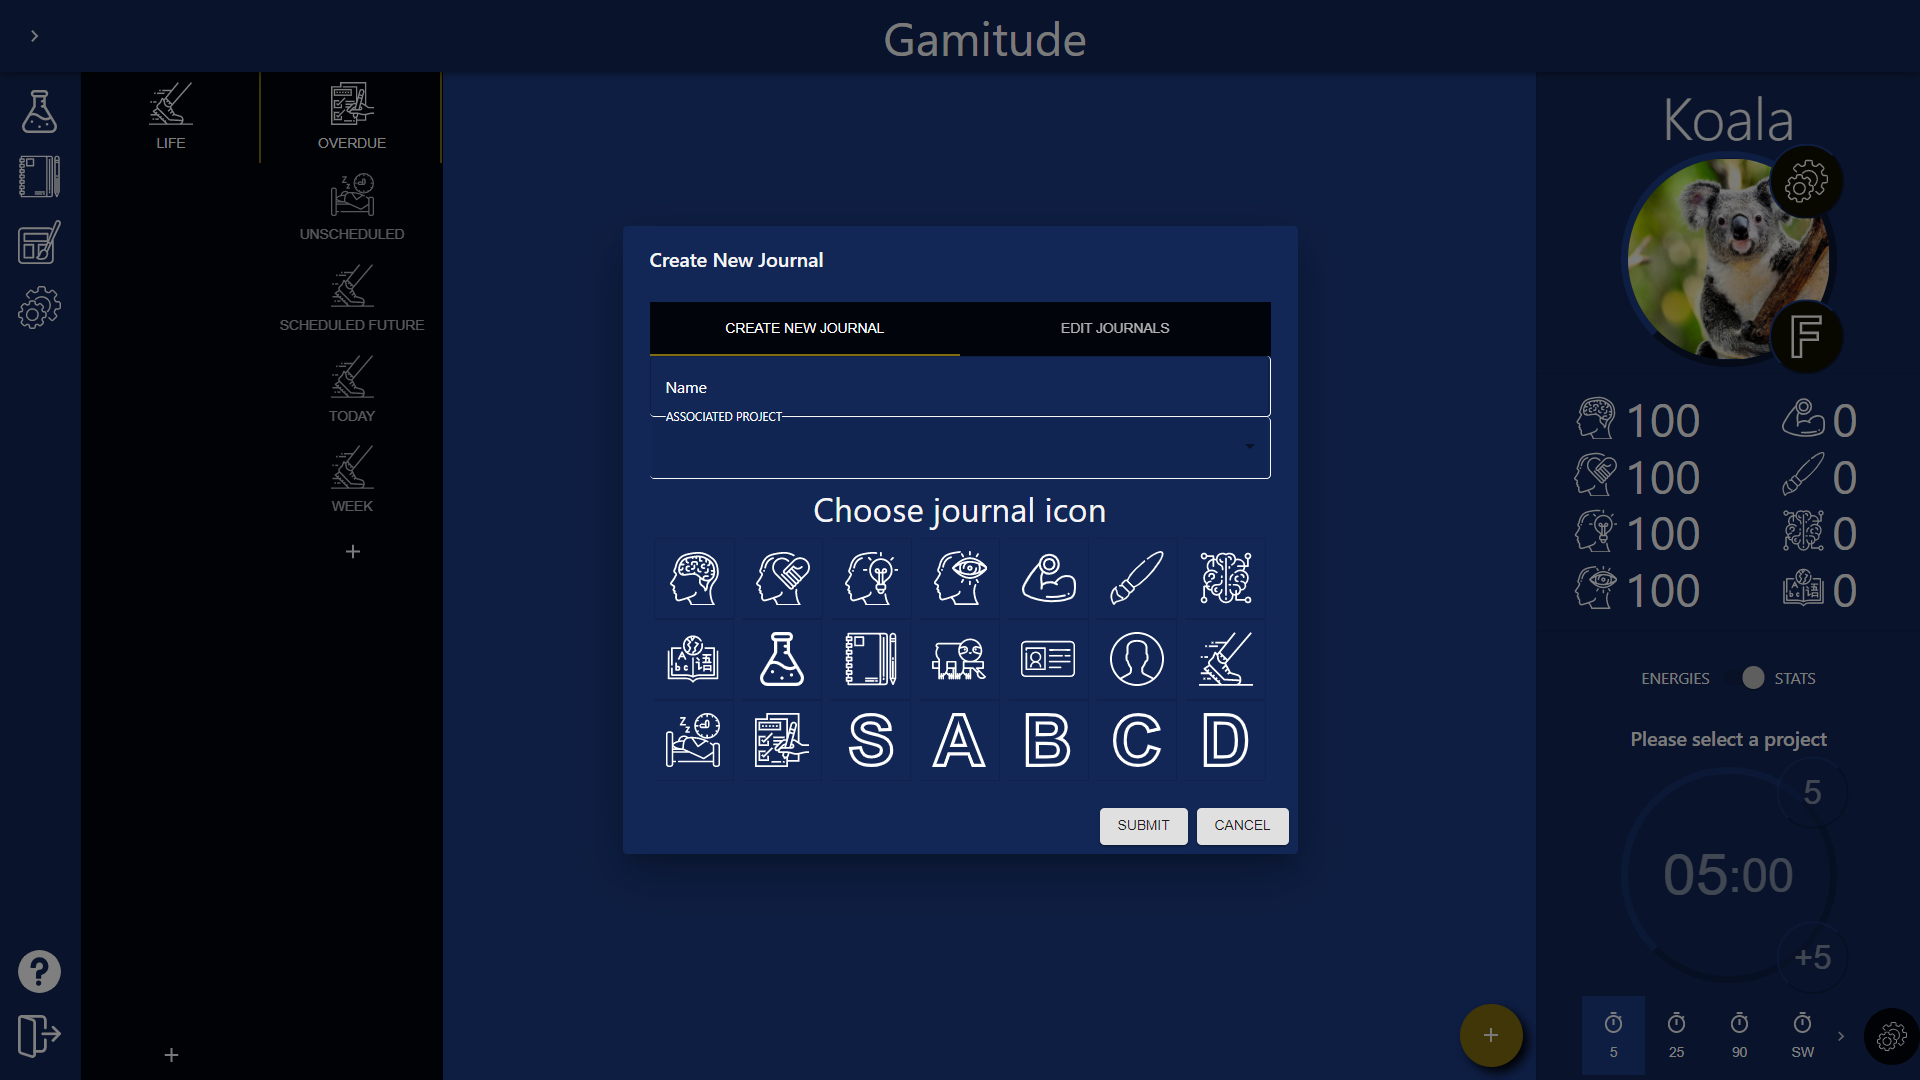 Gamitude
LIFE
OVERDUE
UNSCHEDULED
SCHEDULED FUTURE
TODAY
WEEK
+
+
Create New Journal
CREATE NEW JOURNAL
EDIT JOURNALS
Name
ASSOCIATED PROJECT
Choose journal icon
S A B C D
SUBMIT
CANCEL
+
Koala
F
100 0
100 0
100 0
100 0
ENERGIES STATS
Please select a project
5
05:00
+5
5 25 90 SW